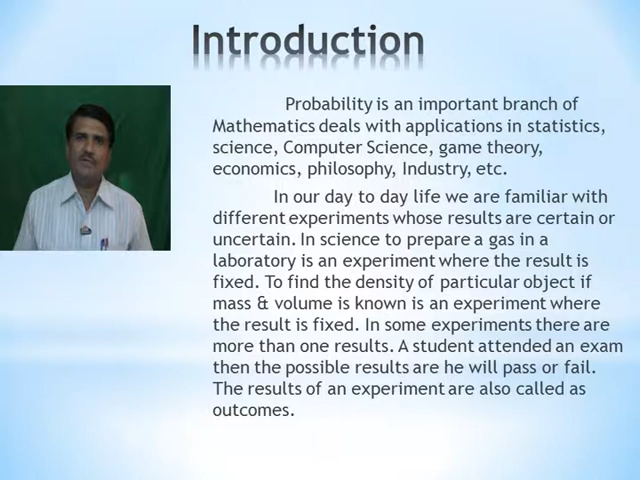 Introduction
Probability is an important branch of
Mathematics deals with applications in statistics,
science, Computer Science, game theory,
economics, philosophy, Industry, etc.
In our day to day life we are familiar with
different experiments whose results are certain or
uncertain. In science to prepare a gas in a
laboratory is an experiment where the result is
fixed. To find the density of particular object if
mass & volume is known is an experiment where
the result is fixed. In some experiments there are
more than one results. A student attended an exam
then the possible results are he will pass or fail.
The results of an experiment are also called as
outcomes.